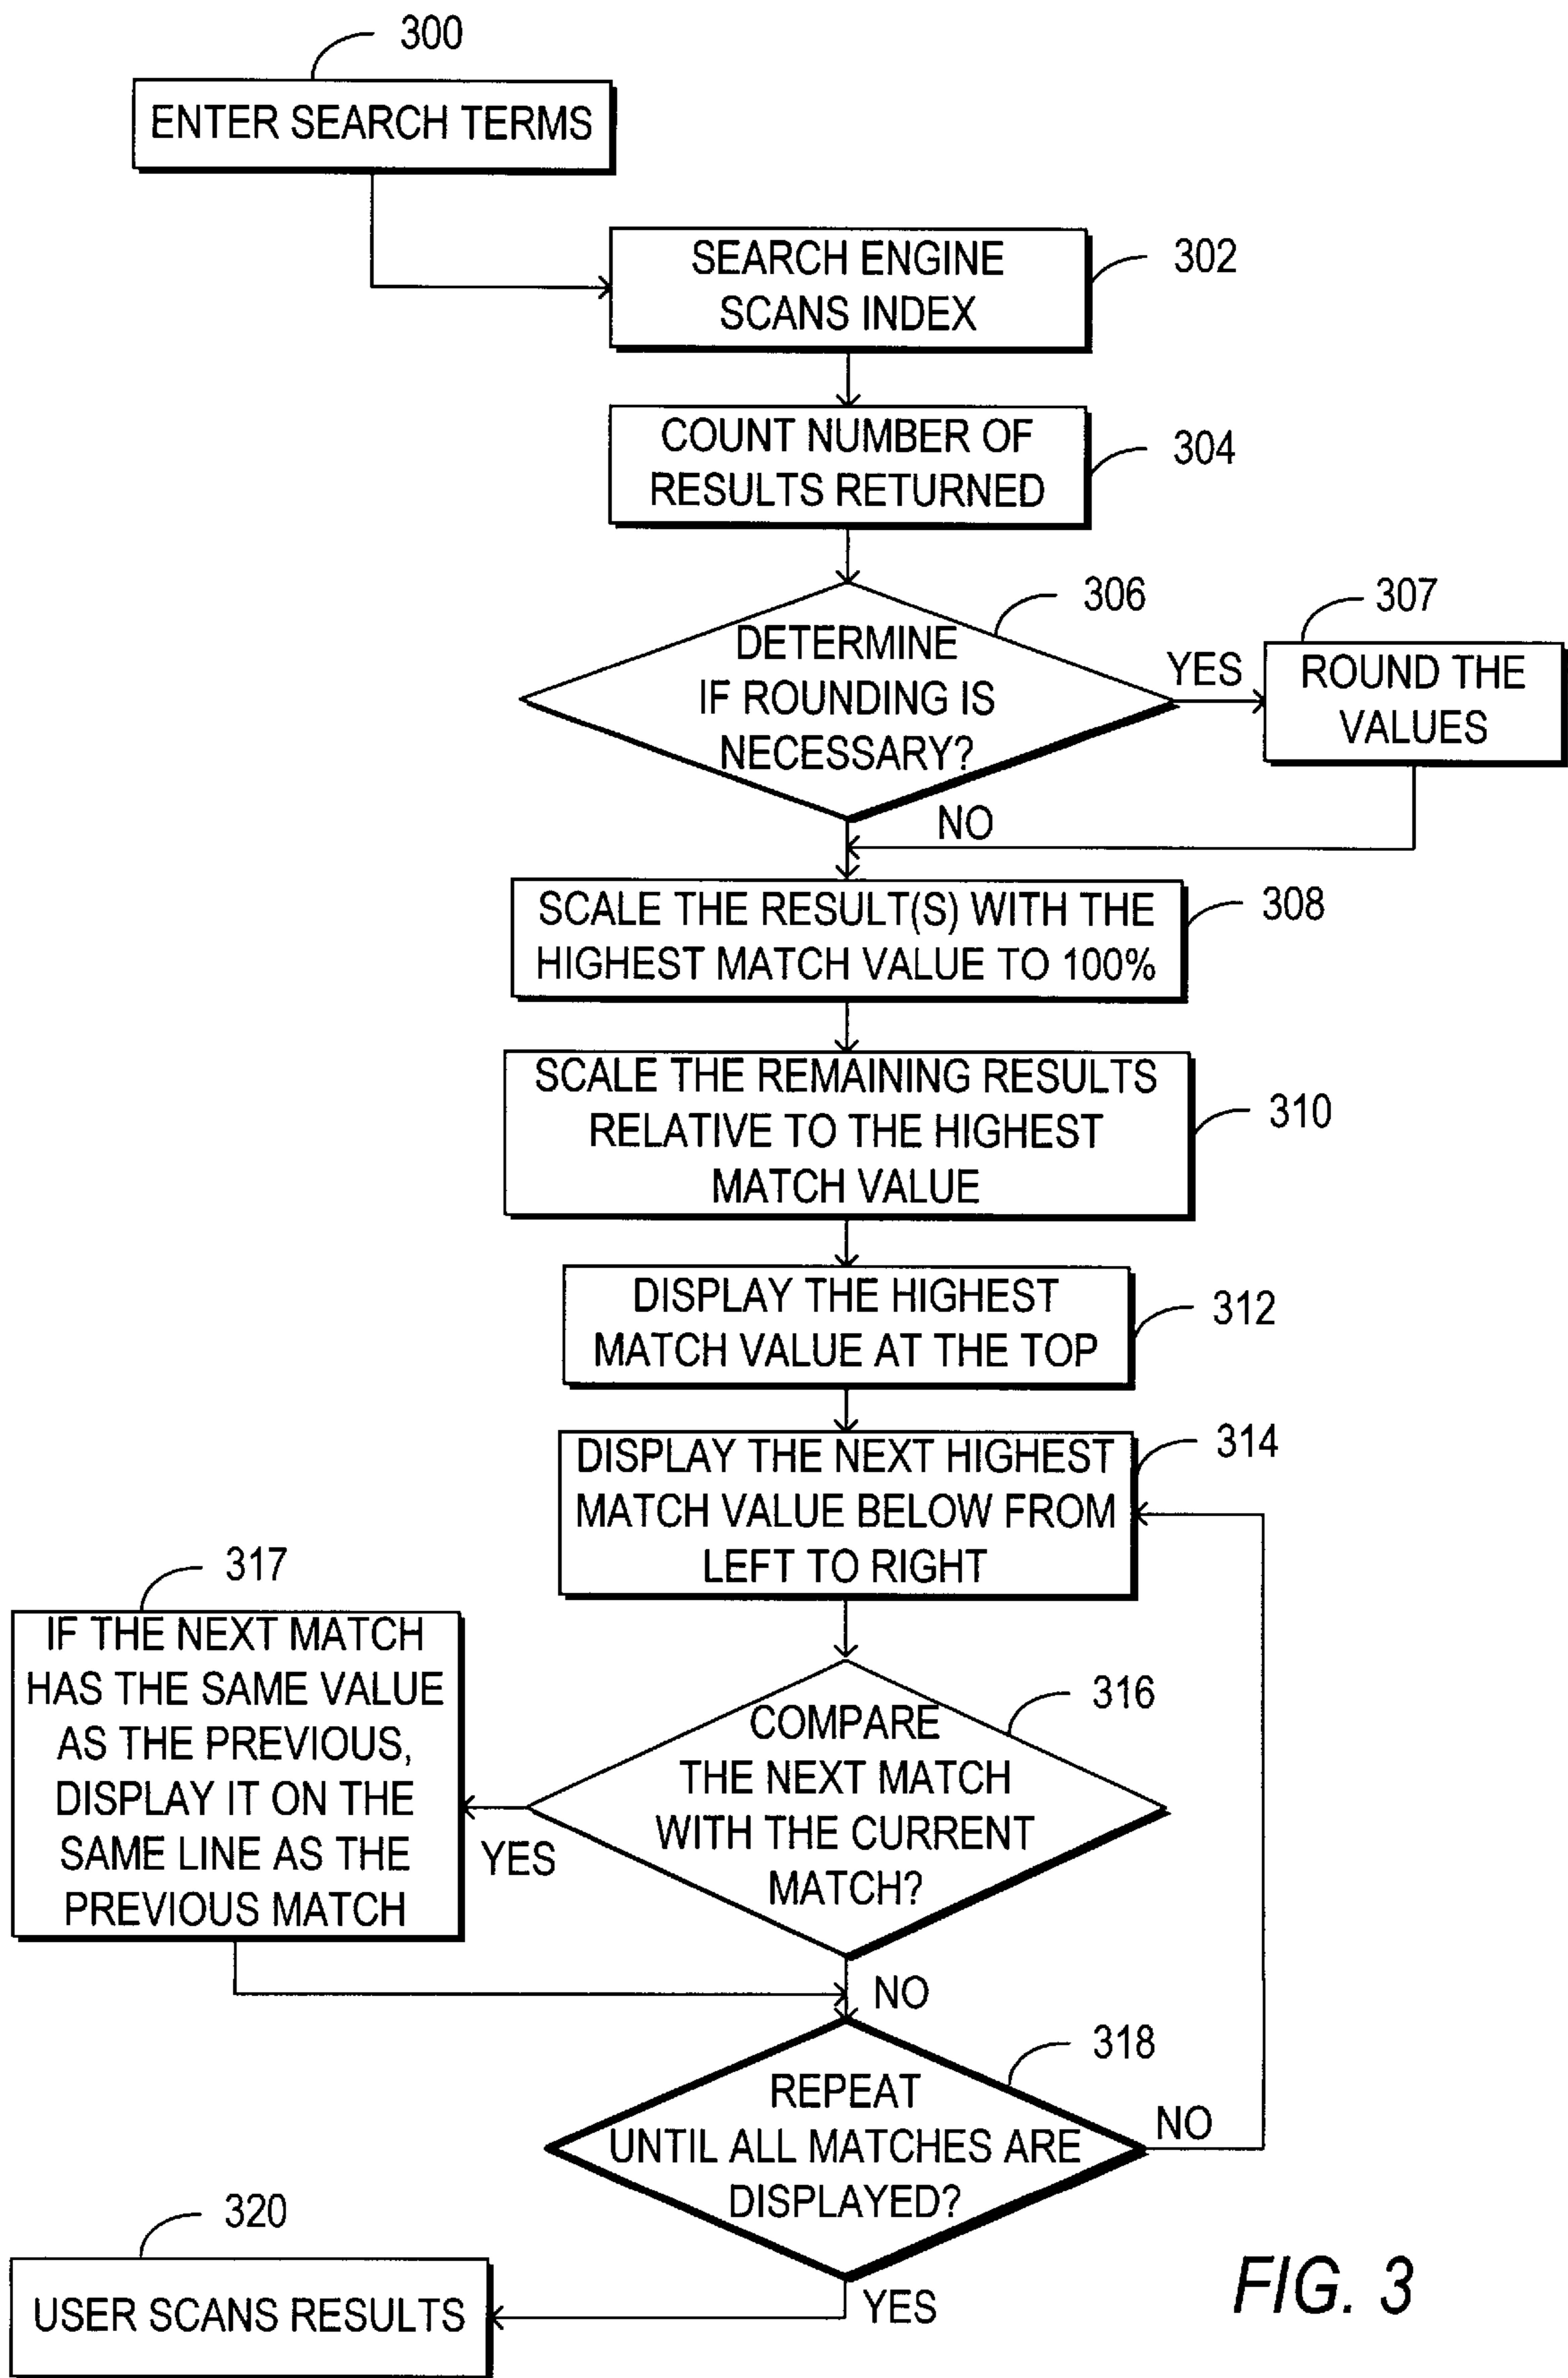 300
ENTER SEARCH TERMS
SEARCH ENGINE
SCANS INDEX
302
COUNT NUMBER OF
RESULTS RETURNED
304
306
DETERMINE
IF ROUNDING IS
NECESSARY?
YES
307
ROUND THE
VALUES
NO
SCALE THE RESULT(S) WITH THE
HIGHEST MATCH VALUE TO 100%
308
SCALE THE REMAINING RESULTS
RELATIVE TO THE HIGHEST
MATCH VALUE
310
DISPLAY THE HIGHEST
MATCH VALUE AT THE TOP
312
DISPLAY THE NEXT HIGHEST
MATCH VALUE BELOW FROM
LEFT TO RIGHT
314
316
COMPARE
THE NEXT MATCH
WITH THE CURRENT
MATCH?
YES
317
IF THE NEXT MATCH
HAS THE SAME VALUE
AS THE PREVIOUS,
DISPLAY IT ON THE
SAME LINE AS THE
PREVIOUS MATCH
NO
318
REPEAT
UNTIL ALL MATCHES ARE
DISPLAYED?
NO
YES
320
USER SCANS RESULTS
FIG. 3